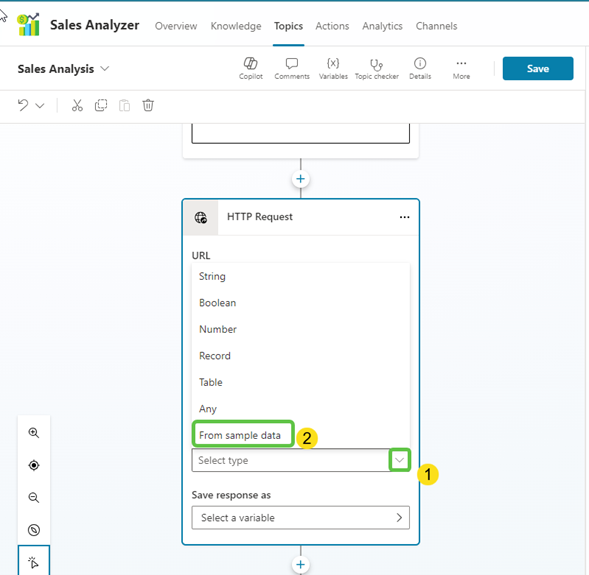 Sales Analyzer Overview Knowledge Topics Actions Analytics Channels
Sales Analysis Copilot Comments {x} Variables Topic checker Details More Save
HTTP Request
URL
String
Boolean
Number
Record
Table
Any
From sample data 2
Select type 1
Save response as
Select a variable